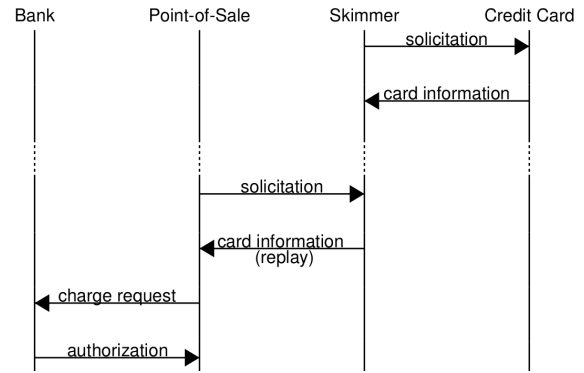 Bank Point-of-Sale Skimmer Credit Card
solicitation
card information
solicitation
card information
(replay)
charge request
authorization